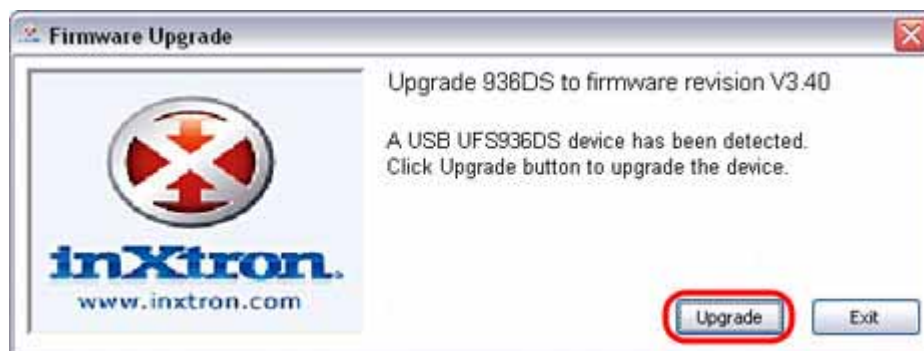 Firmware Upgrade
Upgrade 936DS to firmware revision V3.40
A USB UFS936DS device has been detected.
Click Upgrade button to upgrade the device.
inXtron.
www.inxtron.com
Upgrade
Exit